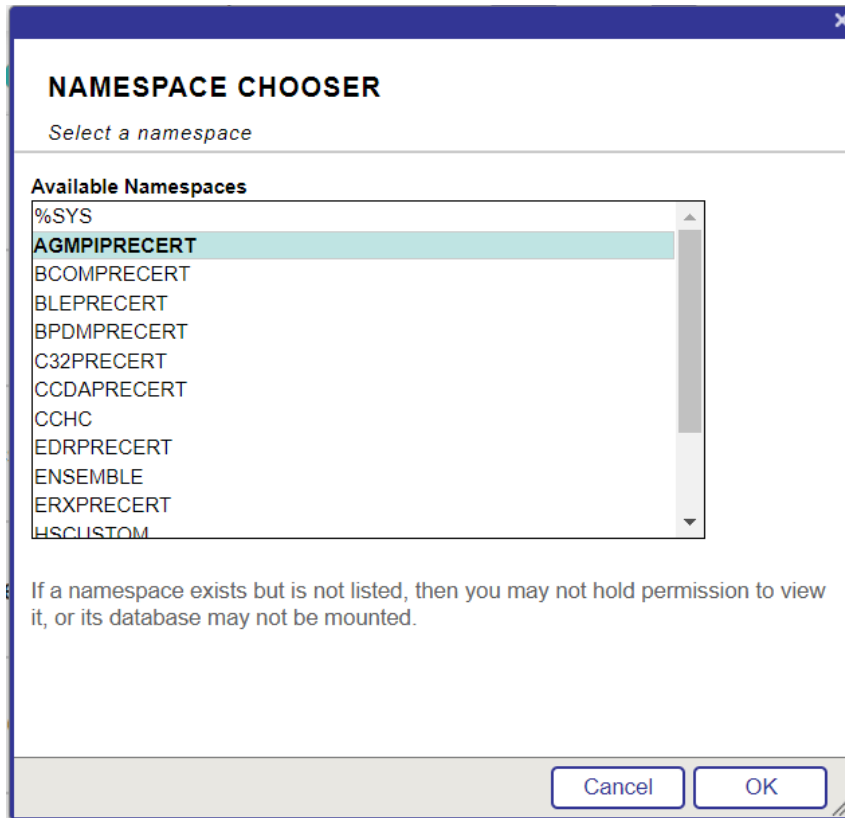 NAMESPACE CHOOSER
Select a namespace
Available Namespaces
%SYS
AGMPIPRECERT
BCOMPRECERT
BLEPRECERT
BPDMPRECERT
C32PRECERT
CCDAPRECERT
CCHC
EDRPRECERT
ENSEMBLE
ERXPRECERT
HSCUSTOM
If a namespace exists but is not listed, then you may not hold permission to view
it, or its database may not be mounted.
Cancel OK